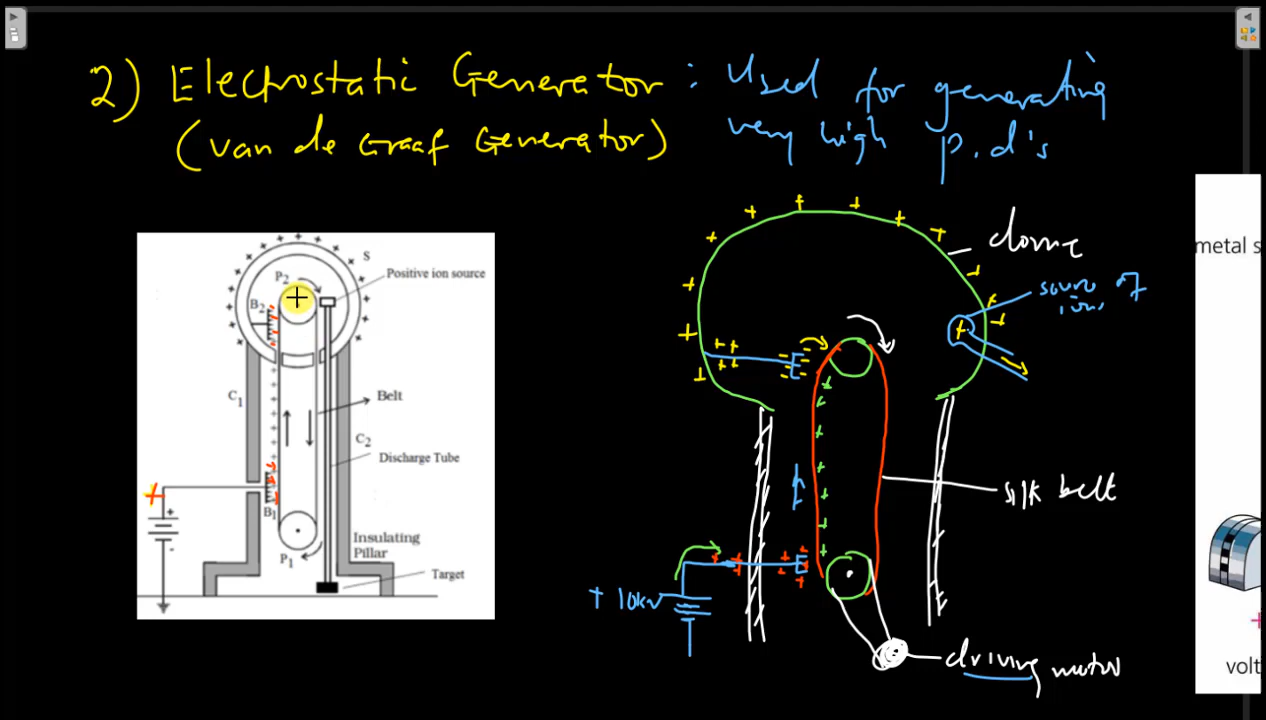 2) Electrostatic Generator : Used for generating
(van de Graaf Generator) very high p.d's
S
P2
Positive ion source
B2
C1
Belt
C2
Discharge Tube
B1
+
-
Insulating
Pillar
P1
Target
dome
source of
ions
silk belt
+ 10kv
driving motor
metal s
volt